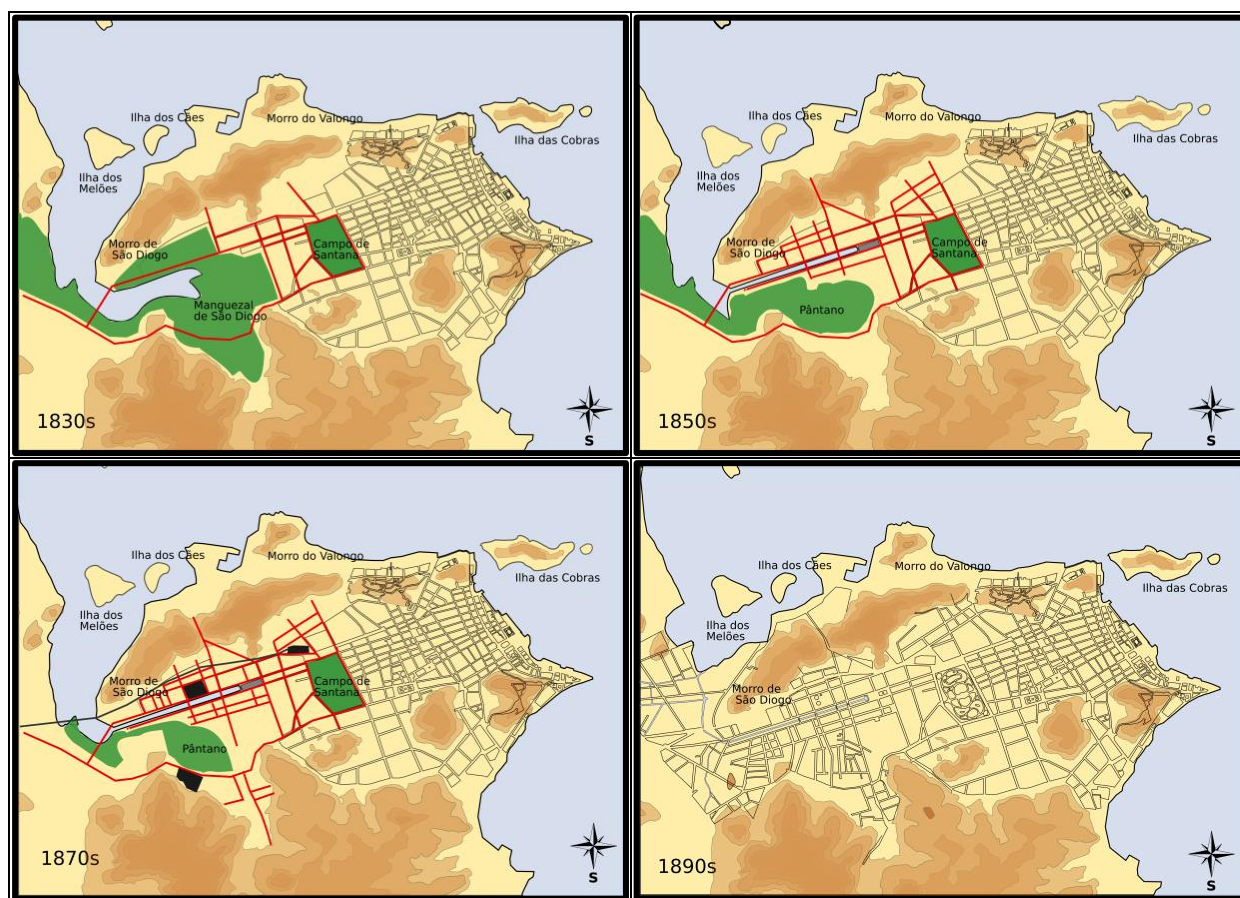 Ilha dos Cães
Morro do Valongo
Ilha das Cobras
Ilha dos
Melões
Morro de
São Diogo
Campo de
Santana
Manguezal
de São Diogo
1830s
S
Ilha dos Cães
Morro do Valongo
Ilha das Cobras
Ilha dos
Melões
Morro de
São Diogo
Campo de
Santana
Pântano
1850s
S
Ilha dos Cães
Morro do Valongo
Ilha das Cobras
Ilha dos
Melões
Morro de
São Diogo
Campo de
Santana
Pântano
1870s
S
Ilha dos Cães
Morro do Valongo
Ilha das Cobras
Ilha dos
Melões
Morro de
São Diogo
1890s
S